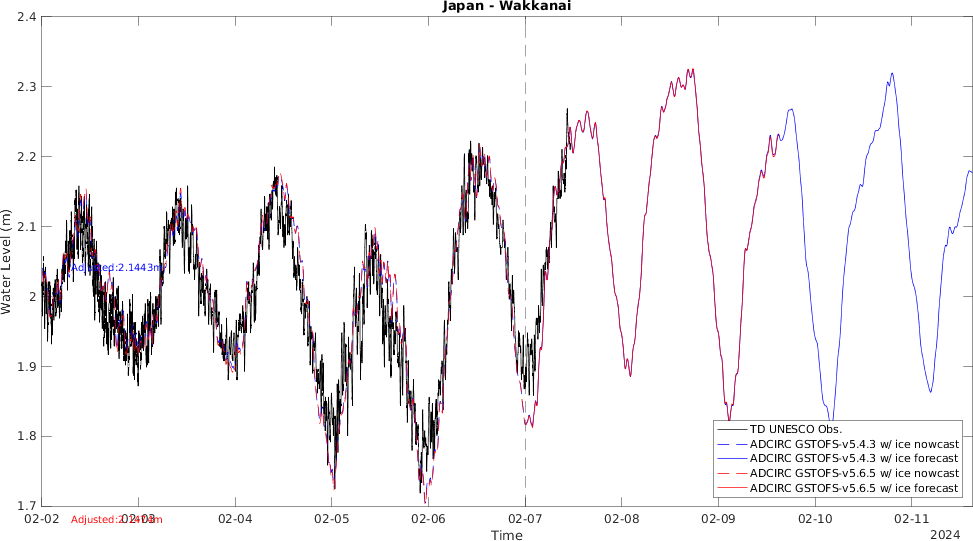 Japan - Wakkanai
2.4
2.3
2.2
2.1
2
1.9
1.8
1.7
Water Level (m)
Adjusted:2.1443m
TD UNESCO Obs.
ADCIRC GSTOFS-v5.4.3 w/ ice nowcast
ADCIRC GSTOFS-v5.4.3 w/ ice forecast
ADCIRC GSTOFS-v5.6.5 w/ ice nowcast
ADCIRC GSTOFS-v5.6.5 w/ ice forecast
02-02 02-03 02-04 02-05 02-06 02-07 02-08 02-09 02-10 02-11
Time
2024